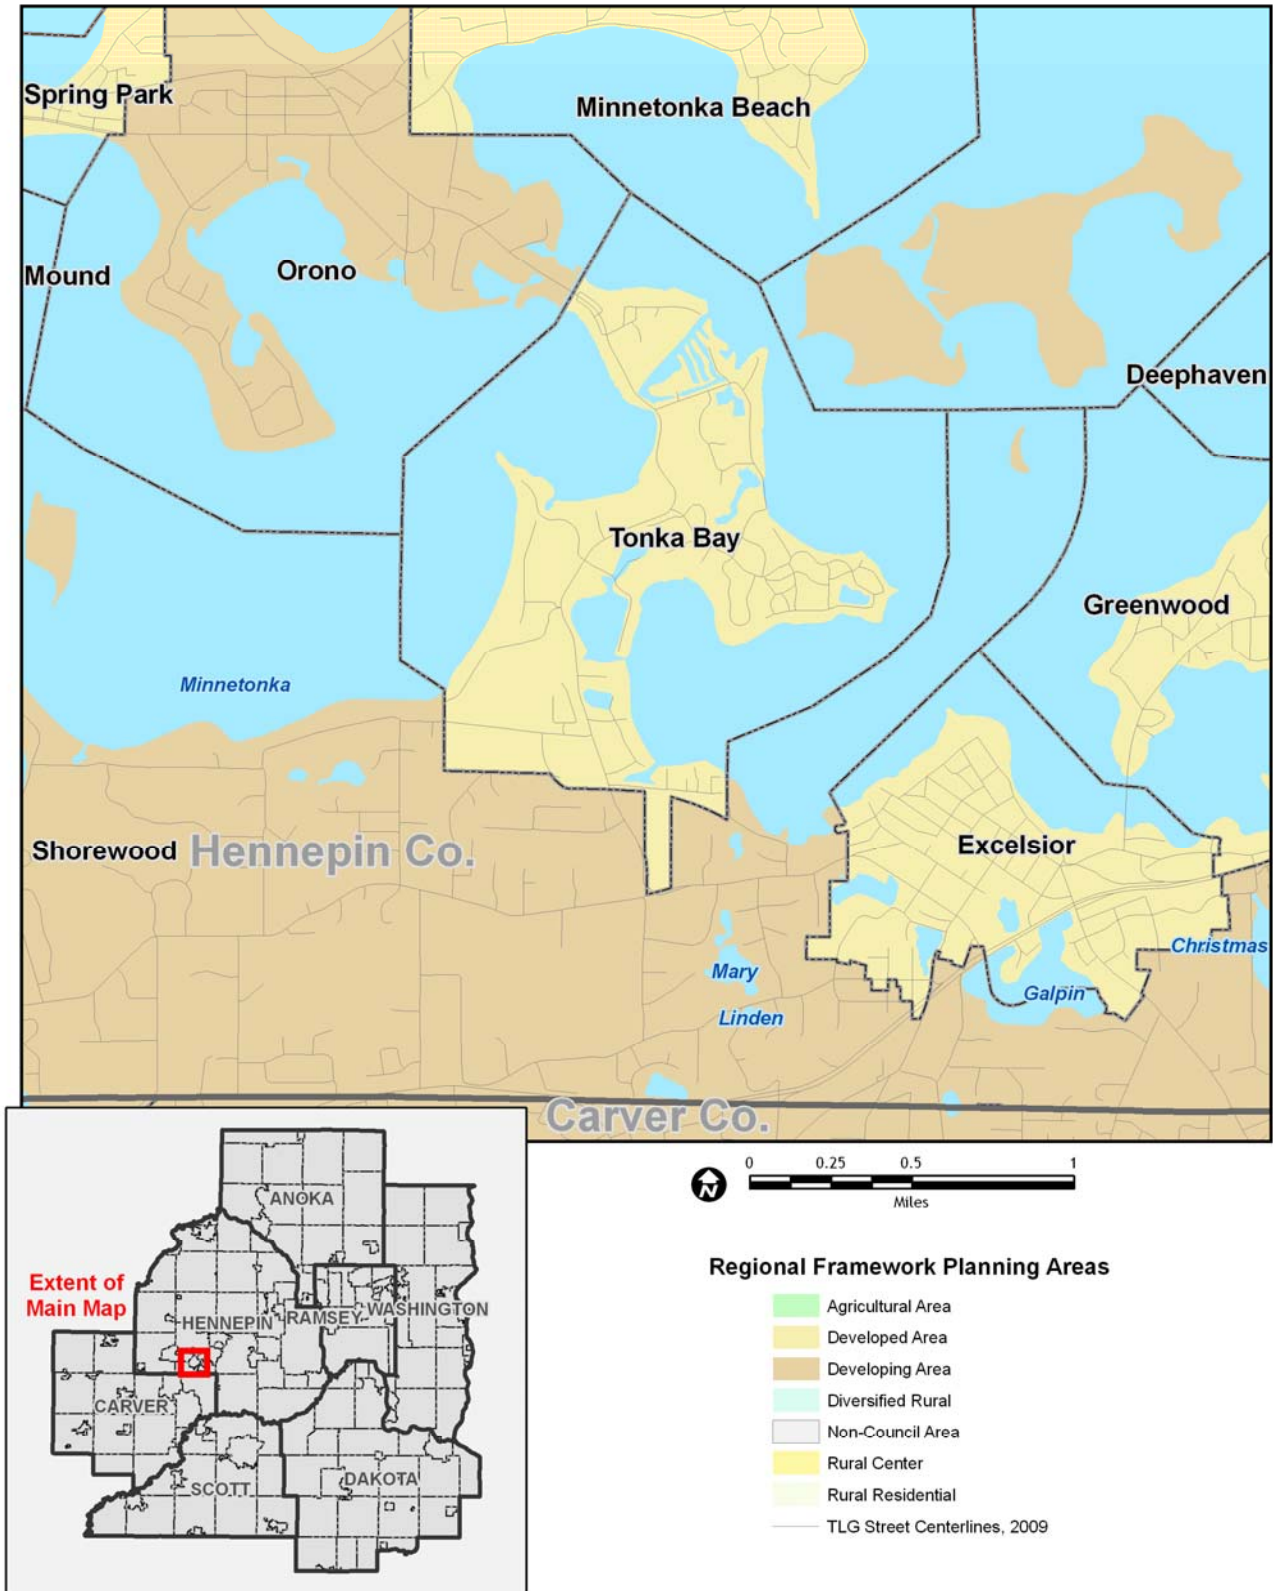 Spring Park
Minnetonka Beach
Mound
Orono
Deephaven
Tonka Bay
Greenwood
Minnetonka
Shorewood
Hennepin Co.
Excelsior
Christmas
Mary
Galpin
Linden
Carver Co.
Extent of
Main Map
ANOKA
HENNEPIN
RAMSEY
WASHINGTON
CARVER
SCOTT
DAKOTA
N
0 0.25 0.5 1
Miles
Regional Framework Planning Areas
Agricultural Area
Developed Area
Developing Area
Diversified Rural
Non-Council Area
Rural Center
Rural Residential
TLG Street Centerlines, 2009